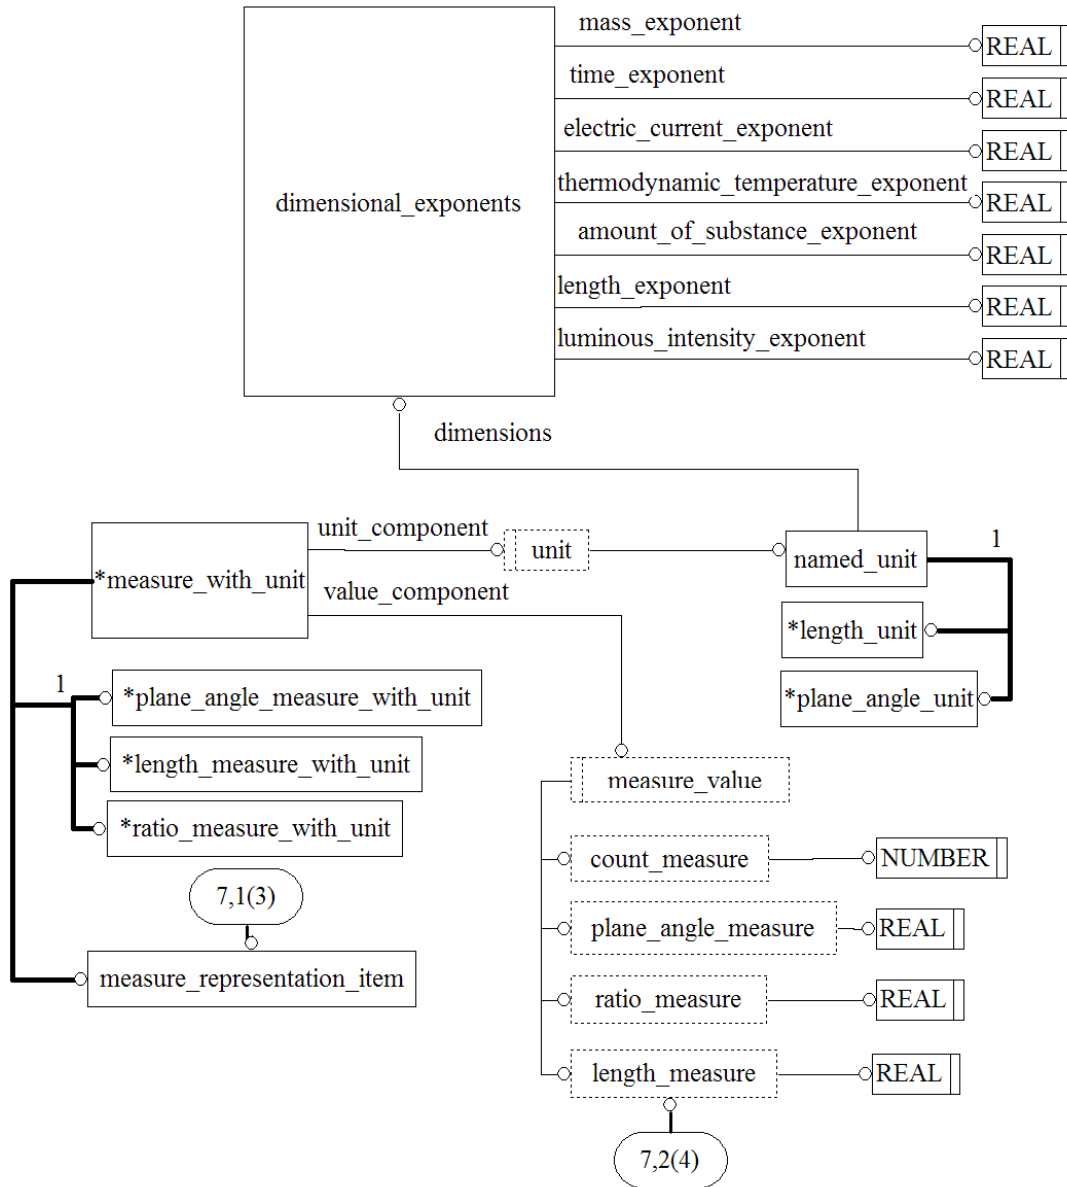 mass_exponent
REAL
time_exponent
REAL
electric_current_exponent
REAL
thermodynamic_temperature_exponent
dimensional_exponents
REAL
amount_of_substance_exponent
REAL
length_exponent
REAL
luminous_intensity_exponent
REAL
dimensions
unit_component
unit
named_unit
1
*measure_with_unit
value_component
*length_unit
1
*plane_angle_measure_with_unit
*plane_angle_unit
*length_measure_with_unit
measure_value
*ratio_measure_with_unit
count_measure
NUMBER
7,1(3)
plane_angle_measure
REAL
measure_representation_item
ratio_measure
REAL
length_measure
REAL
7,2(4)